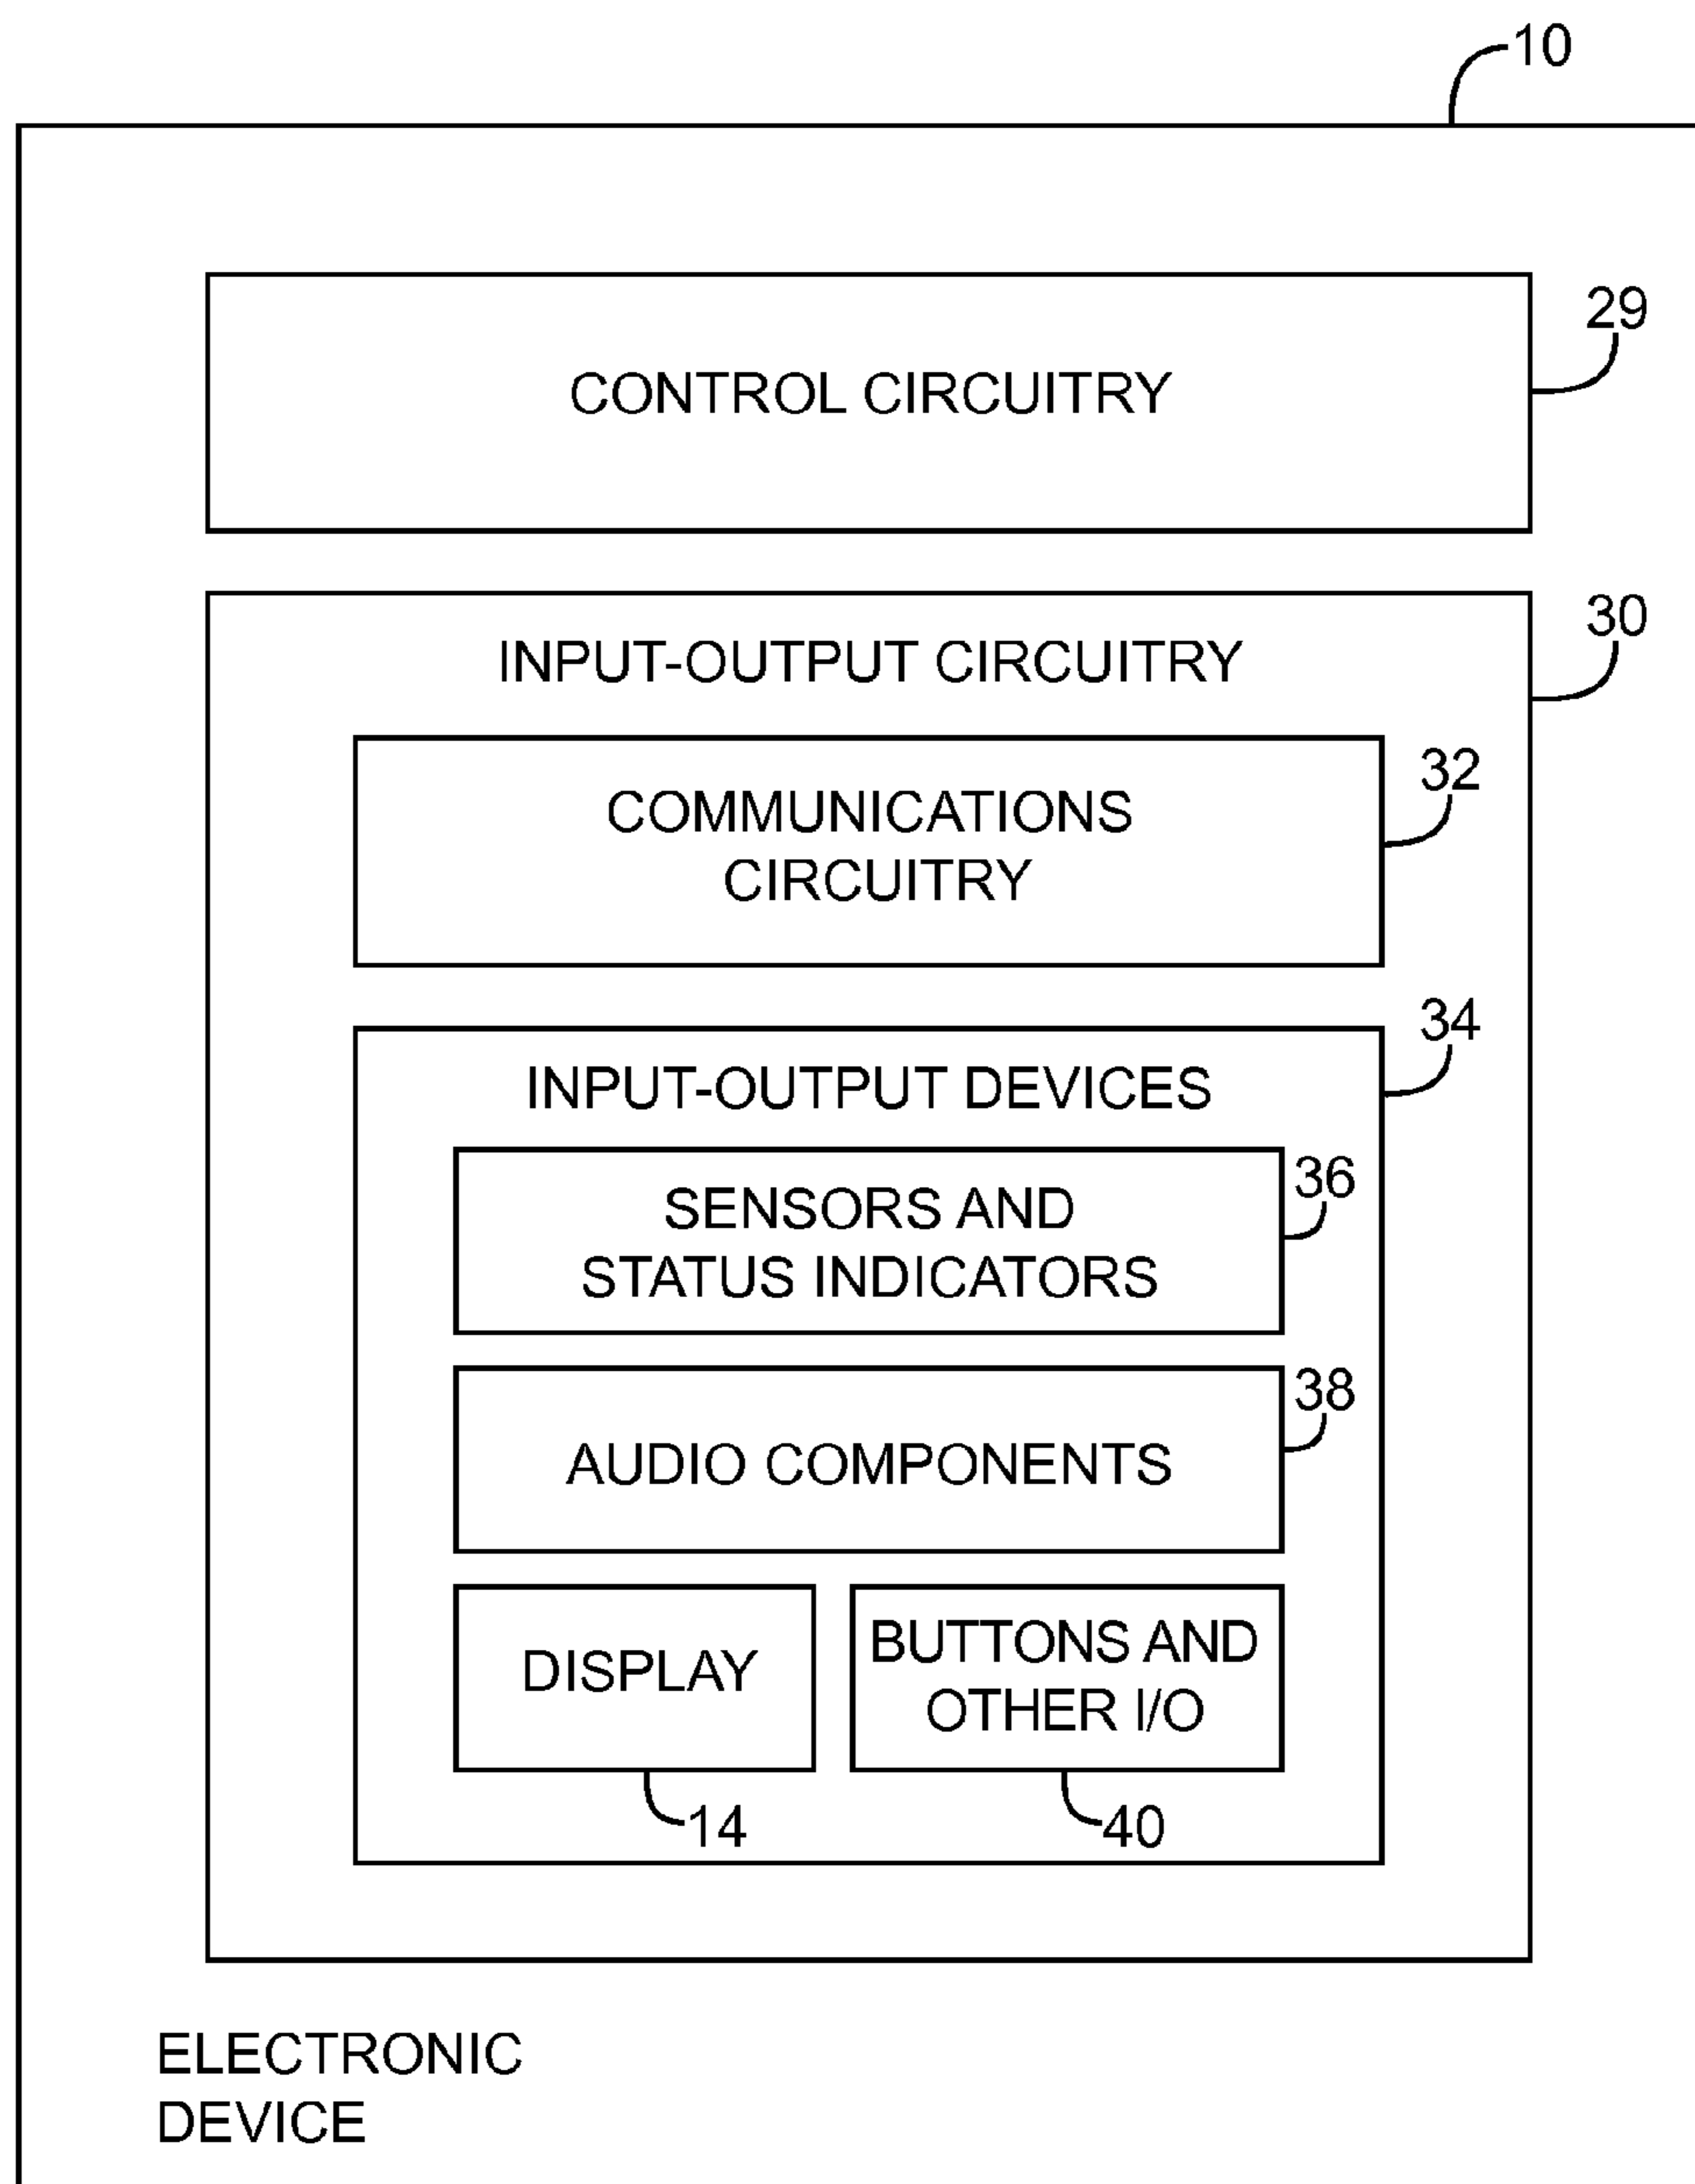 10
CONTROL CIRCUITRY
29
INPUT-OUTPUT CIRCUITRY
30
COMMUNICATIONS
CIRCUITRY
32
INPUT-OUTPUT DEVICES
34
SENSORS AND
STATUS INDICATORS
36
AUDIO COMPONENTS
38
DISPLAY
14
BUTTONS AND
OTHER I/O
40
ELECTRONIC
DEVICE